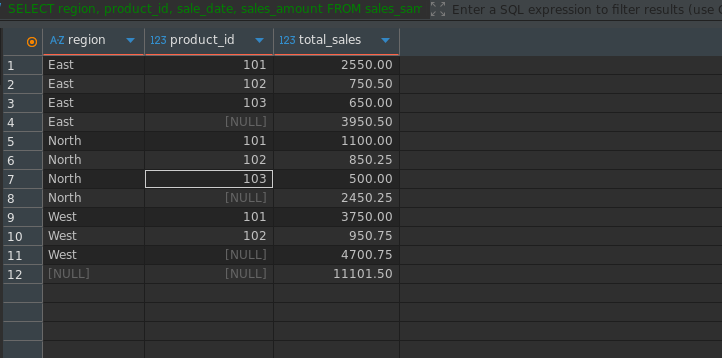 SELECT region, product_id, sale_date, sales_amount FROM sales_sam Enter a SQL expression to filter results (use
A-Z region 123 product_id 123 total_sales
1 East 101 2550.00
2 East 102 750.50
3 East 103 650.00
4 East [NULL] 3950.50
5 North 101 1100.00
6 North 102 850.25
7 North 103 500.00
8 North [NULL] 2450.25
9 West 101 3750.00
10 West 102 950.75
11 West [NULL] 4700.75
12 [NULL] [NULL] 11101.50